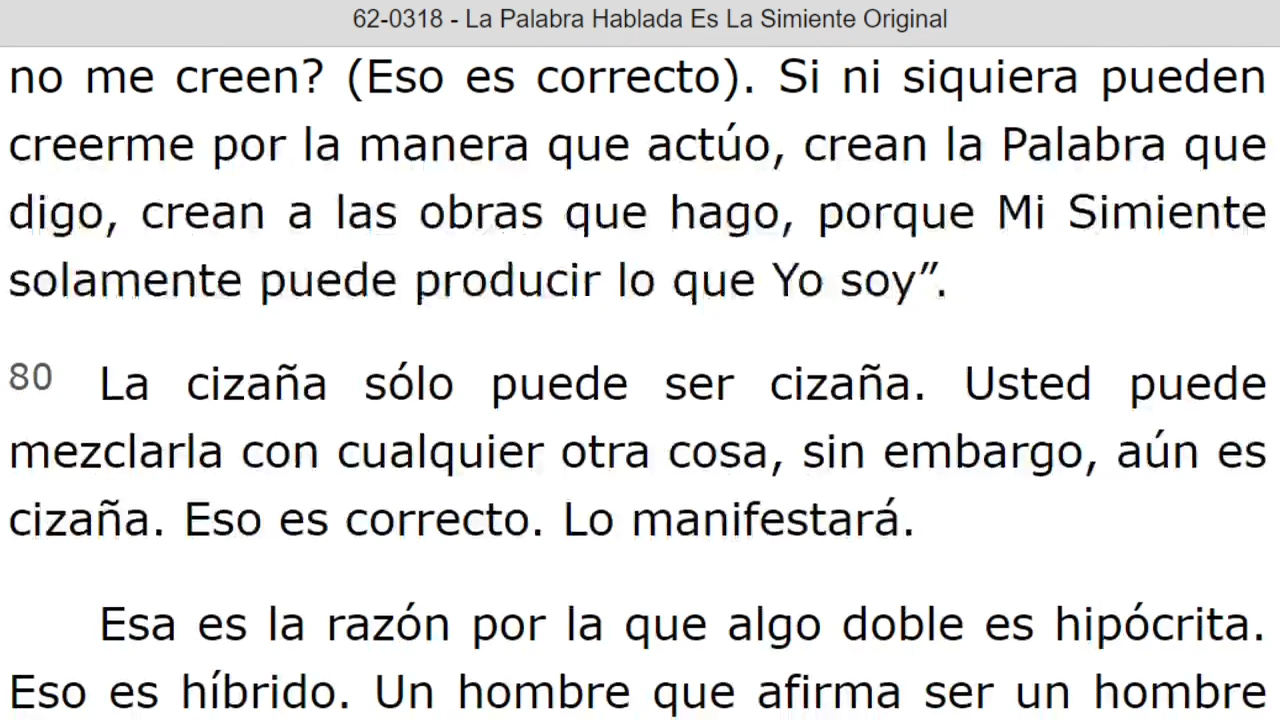 62-0318 - La Palabra Hablada Es La Simiente Original
no me creen? (Eso es correcto). Si ni siquiera pueden
creerme por la manera que actúo, crean la Palabra que
digo, crean a las obras que hago, porque Mi Simiente
solamente puede producir lo que Yo soy”.
80 La cizaña sólo puede ser cizaña. Usted puede
mezclarla con cualquier otra cosa, sin embargo, aún es
cizaña. Eso es correcto. Lo manifestará.
Esa es la razón por la que algo doble es hipócrita.
Eso es híbrido. Un hombre que afirma ser un hombre